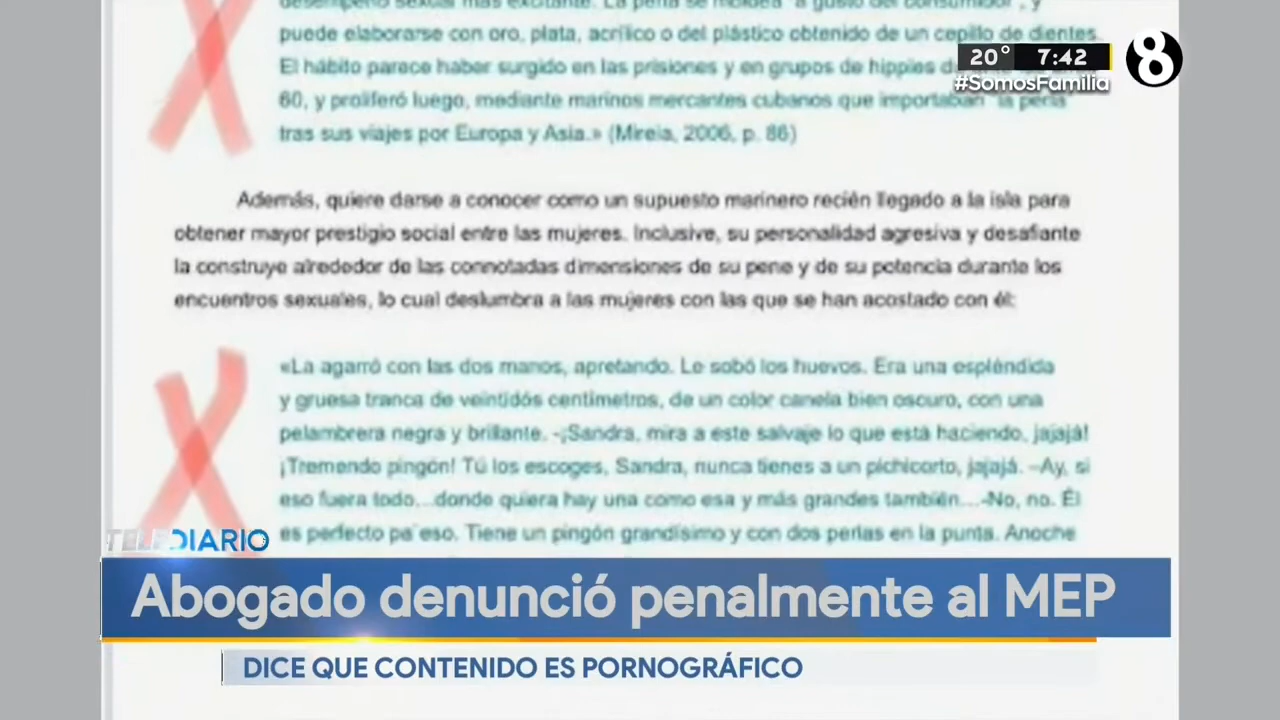 desempeño sexual más excitante. La perla se moldea "a gusto del consumidor", y
puede elaborarse con oro, plata, acrílico o del plástico obtenido de un cepillo de dientes.
El hábito parece haber surgido en las prisiones y en grupos de hippies
60, y proliferó luego, mediante marinos mercantes cubanos que importaban "la perla"
tras sus viajes por Europa y Asia.» (Mireia, 2006, p. 86)
20° 7:42
#SomosFamilia
8
Además, quiere darse a conocer como un supuesto marinero recién llegado a la isla para
obtener mayor prestigio social entre las mujeres. Inclusive, su personalidad agresiva y desafiante
la construye alrededor de las connotadas dimensiones de su pene y de su potencia durante los
encuentros sexuales, lo cual deslumbra a las mujeres con las que se han acostado con él:
«La agarró con las dos manos, apretando. Le sobó los huevos. Era una espléndida
y gruesa tranca de veintidós centímetros, de un color canela bien oscuro, con una
pelambrera negra y brillante. -¡Sandra, mira a este salvaje lo que está haciendo, jajajá!
¡Tremendo pingón! Tú los escoges, Sandra, nunca tienes a un pichicorto, jajajá. –Ay, si
eso fuera todo...donde quiera hay una como esa y más grandes también...-No, no. Él
es perfecto pa´eso. Tiene un pingón grandísimo y con dos perlas en la punta. Anoche
TELEDIARIO
Abogado denunció penalmente al MEP
DICE QUE CONTENIDO ES PORNOGRÁFICO